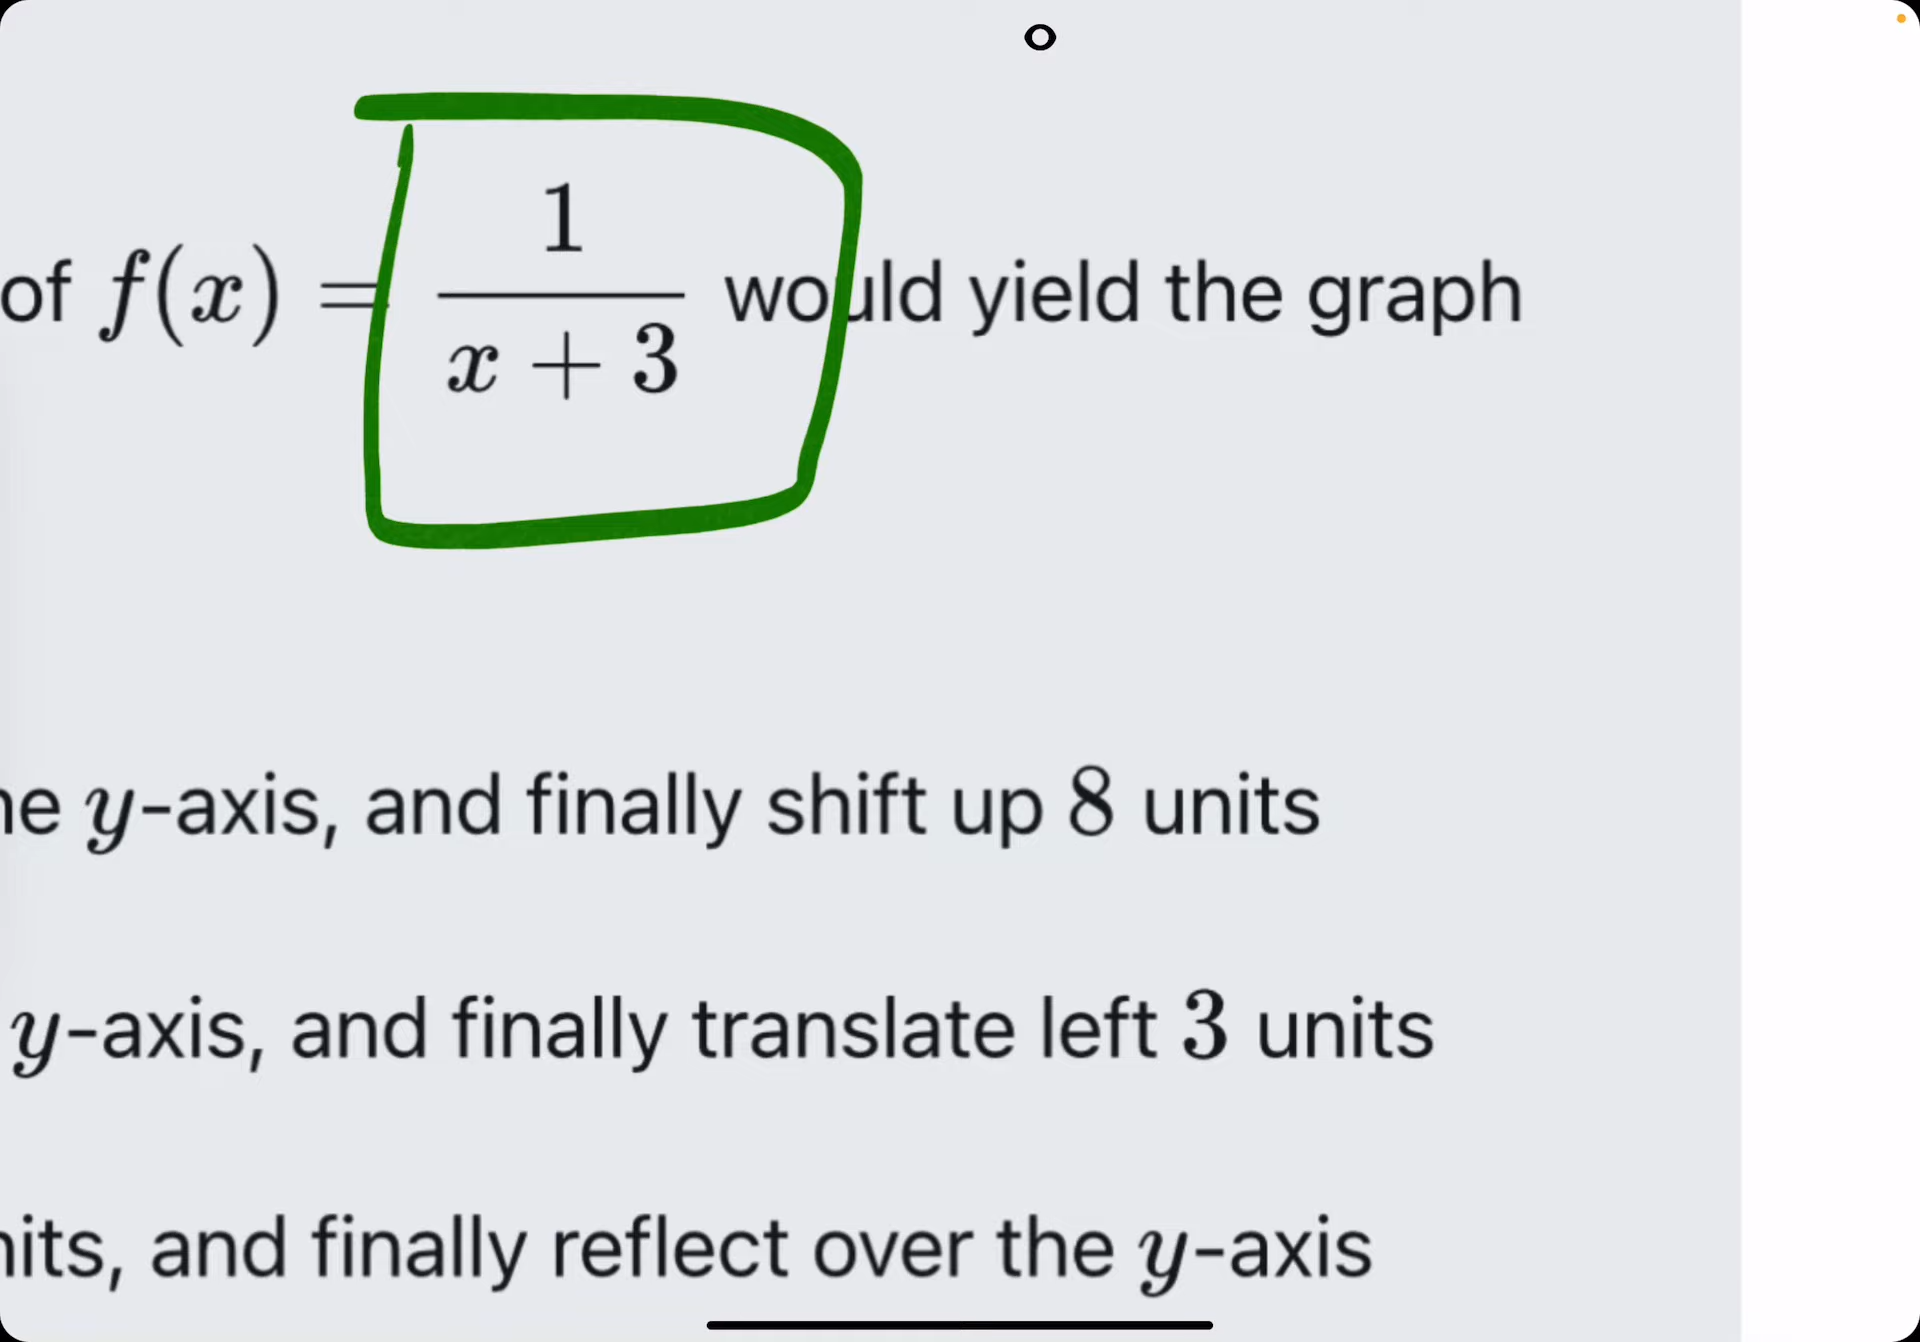 of f(x) = 1/(x + 3) would yield the graph
y-axis, and finally shift up 8 units
y-axis, and finally translate left 3 units
and finally reflect over the y-axis